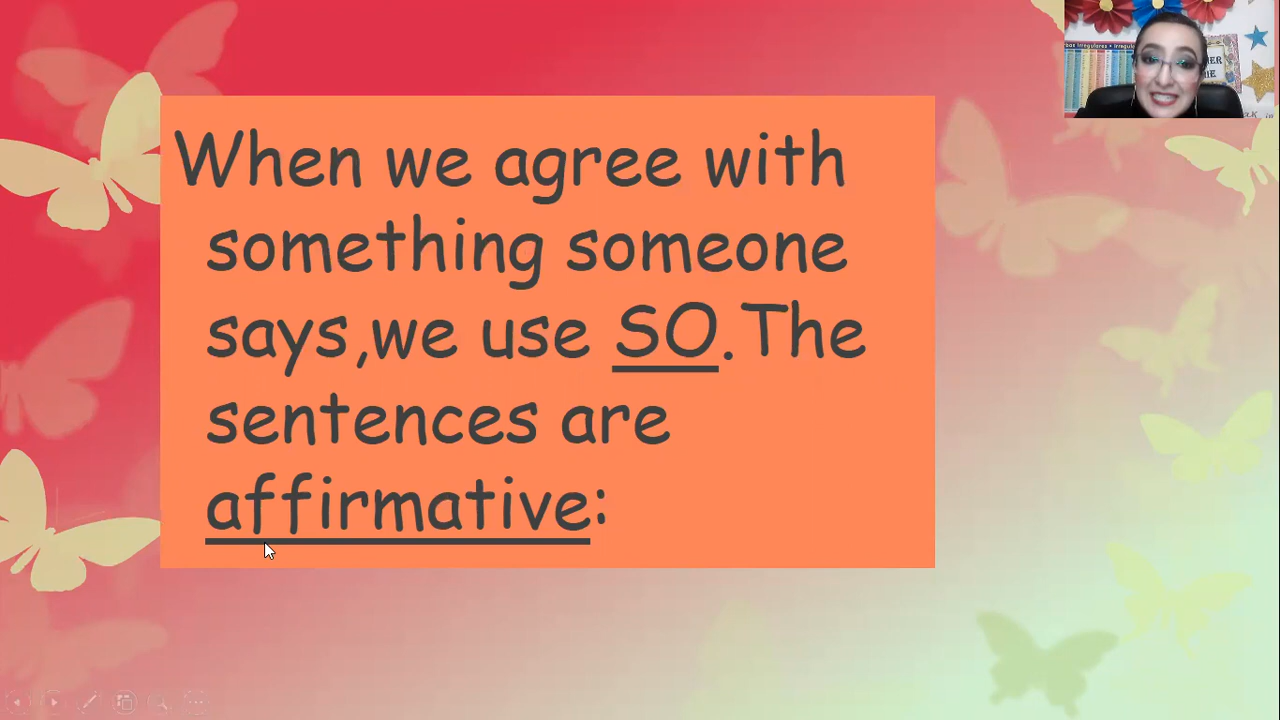 When we agree with
something someone
says,we use SO.The
sentences are
affirmative: